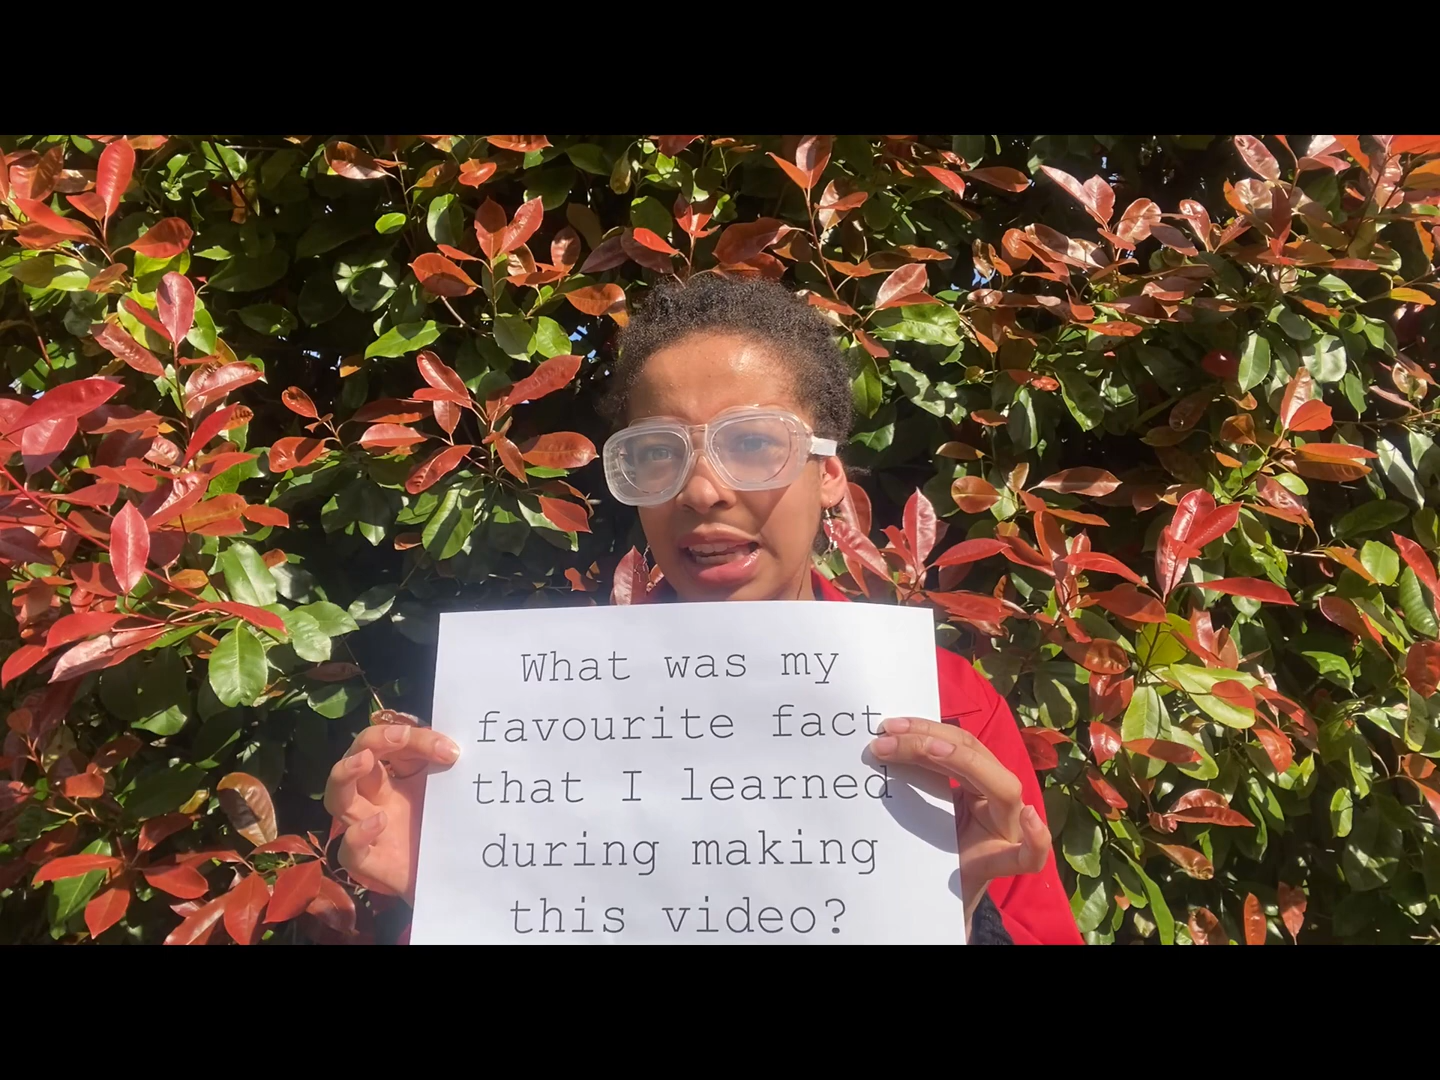 What was my
favourite fact
that I learned
during making
this video?